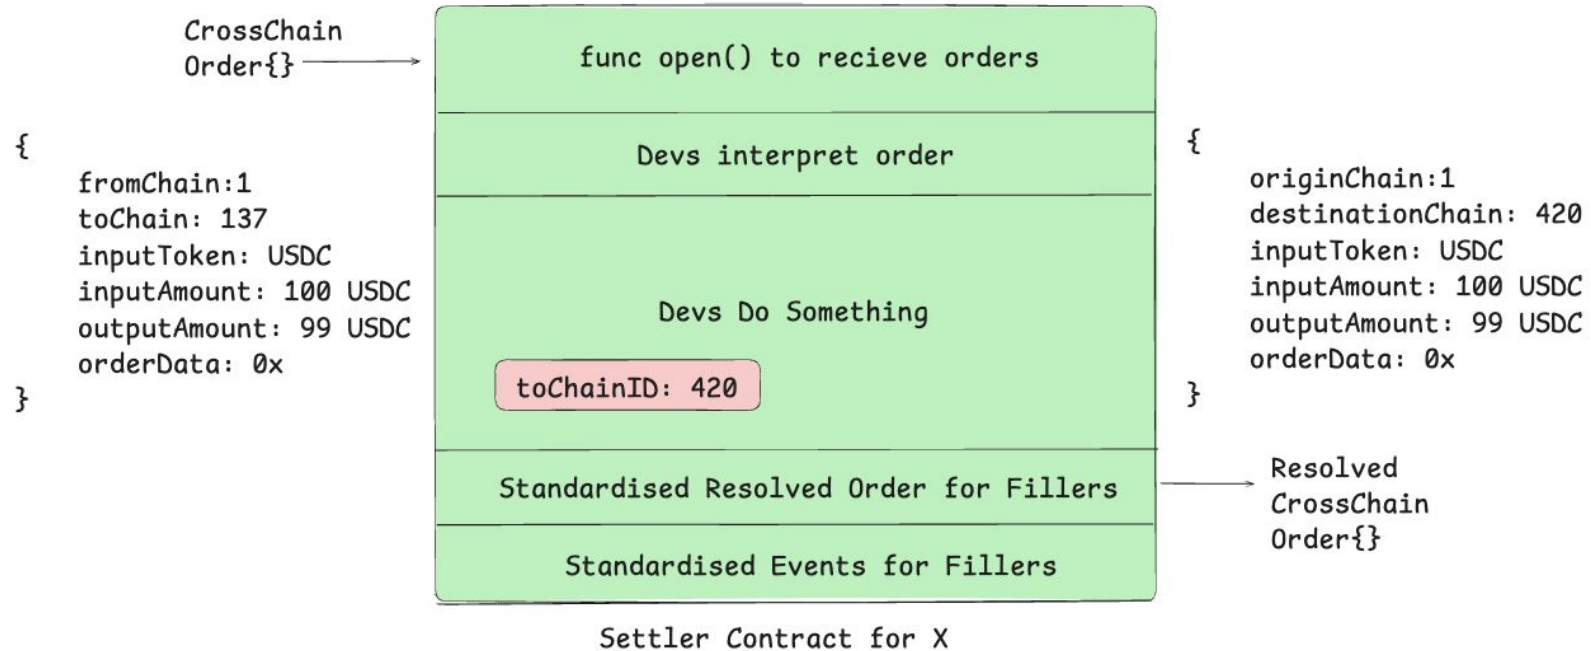 CrossChain
Order{}
{
fromChain:1
toChain: 137
inputToken: USDC
inputAmount: 100 USDC
outputAmount: 99 USDC
orderData: 0x
}
func open() to recieve orders
Devs interpret order
Devs Do Something
toChainID: 420
Standardised Resolved Order for Fillers
Standardised Events for Fillers
Settler Contract for X
{
originChain:1
destinationChain: 420
inputToken: USDC
inputAmount: 100 USDC
outputAmount: 99 USDC
orderData: 0x
}
Resolved
CrossChain
Order{}